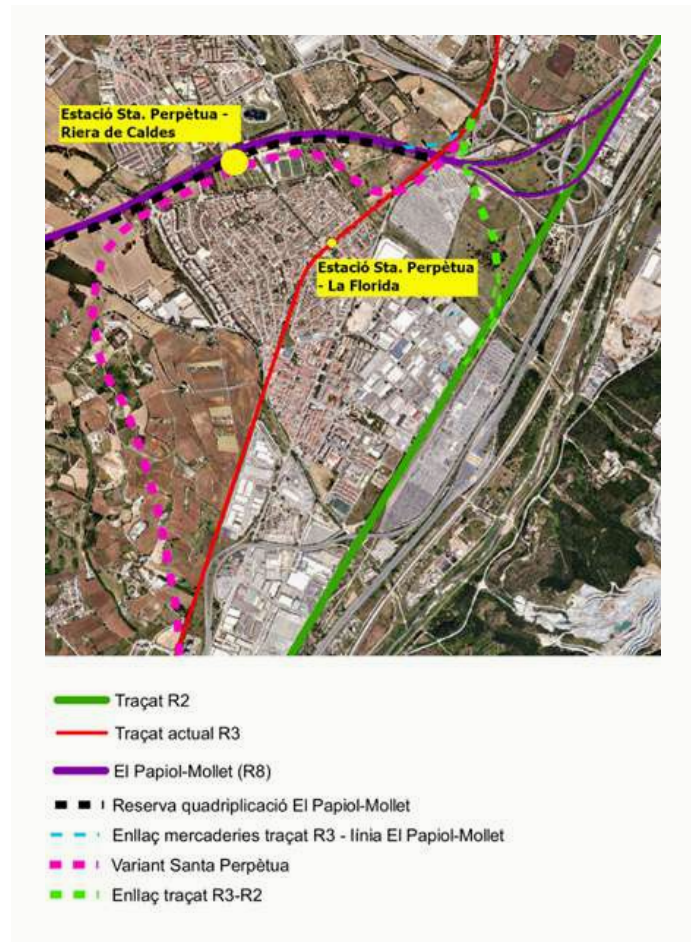 Estació Sta. Perpètua -
Riera de Caldes
Estació Sta. Perpètua
- La Florida
Traçat R2
Traçat actual R3
El Papiol-Mollet (R8)
Reserva quadriplicació El Papiol-Mollet
Enllaç mercaderies traçat R3 - línia El Papiol-Mollet
Variant Santa Perpètua
Enllaç traçat R3-R2